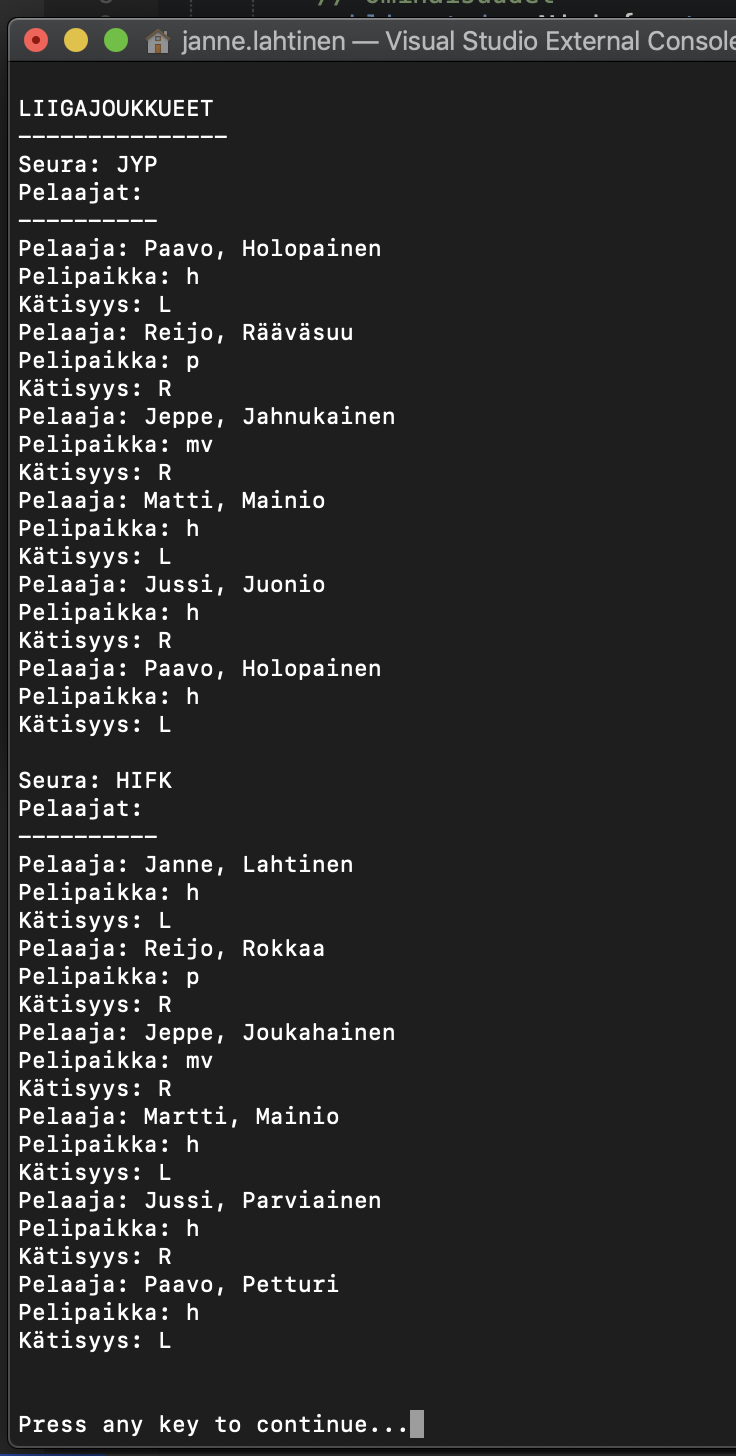 janne.lahtinen — Visual Studio External Console
LIIGAJOUKKUEET
---------------
Seura: JYP
Pelaajat:
----------
Pelaaja: Paavo, Holopainen
Pelipaikka: h
Kätisyys: L
Pelaaja: Reijo, Rääväsuu
Pelipaikka: p
Kätisyys: R
Pelaaja: Jeppe, Jahnukainen
Pelipaikka: mv
Kätisyys: R
Pelaaja: Matti, Mainio
Pelipaikka: h
Kätisyys: L
Pelaaja: Jussi, Juonio
Pelipaikka: h
Kätisyys: R
Pelaaja: Paavo, Holopainen
Pelipaikka: h
Kätisyys: L
Seura: HIFK
Pelaajat:
----------
Pelaaja: Janne, Lahtinen
Pelipaikka: h
Kätisyys: L
Pelaaja: Reijo, Rokkaa
Pelipaikka: p
Kätisyys: R
Pelaaja: Jeppe, Joukahainen
Pelipaikka: mv
Kätisyys: R
Pelaaja: Martti, Mainio
Pelipaikka: h
Kätisyys: L
Pelaaja: Jussi, Parviainen
Pelipaikka: h
Kätisyys: R
Pelaaja: Paavo, Petturi
Pelipaikka: h
Kätisyys: L
Press any key to continue...